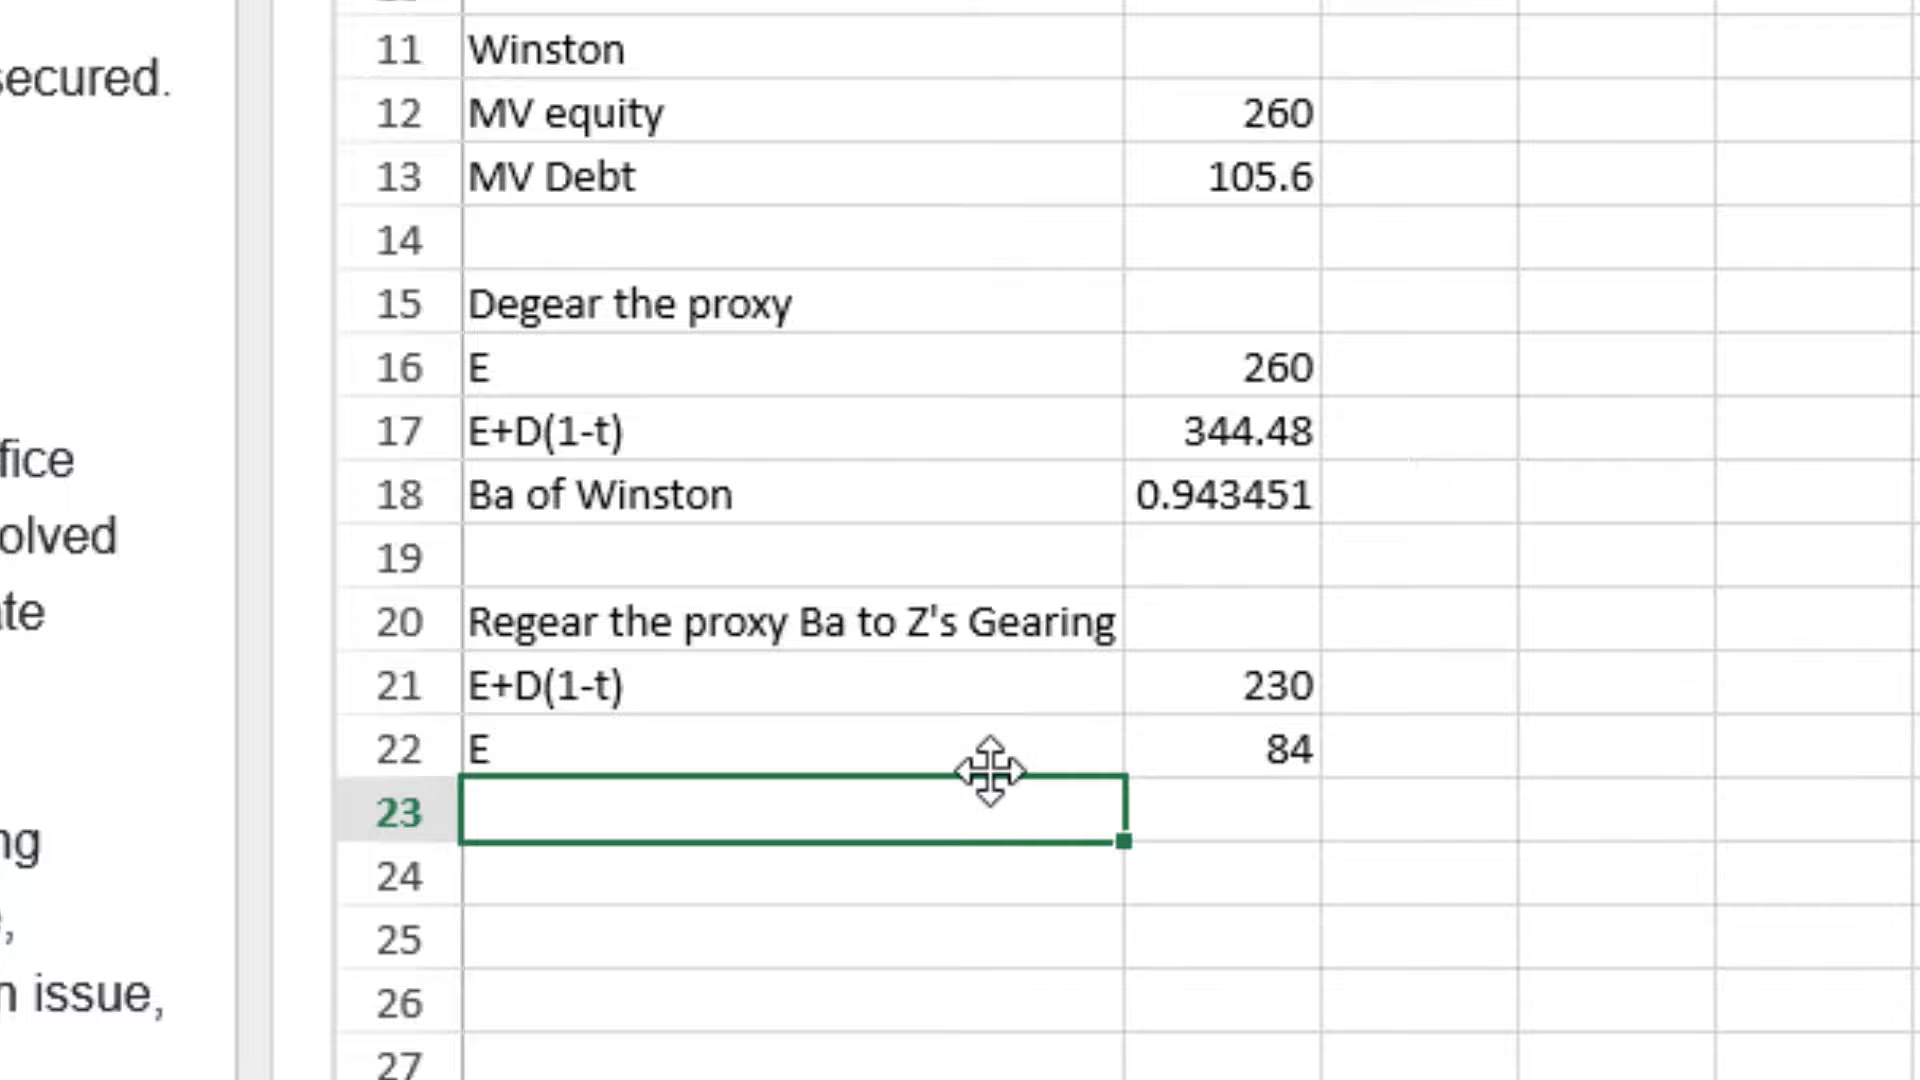 secured.
fice
olved
ate
ng
,
n issue,
11 Winston
12 MV equity 260
13 MV Debt 105.6
14
15 Degear the proxy
16 E 260
17 E+D(1-t) 344.48
18 Ba of Winston 0.943451
19
20 Regear the proxy Ba to Z's Gearing
21 E+D(1-t) 230
22 E 84
23
24
25
26
27